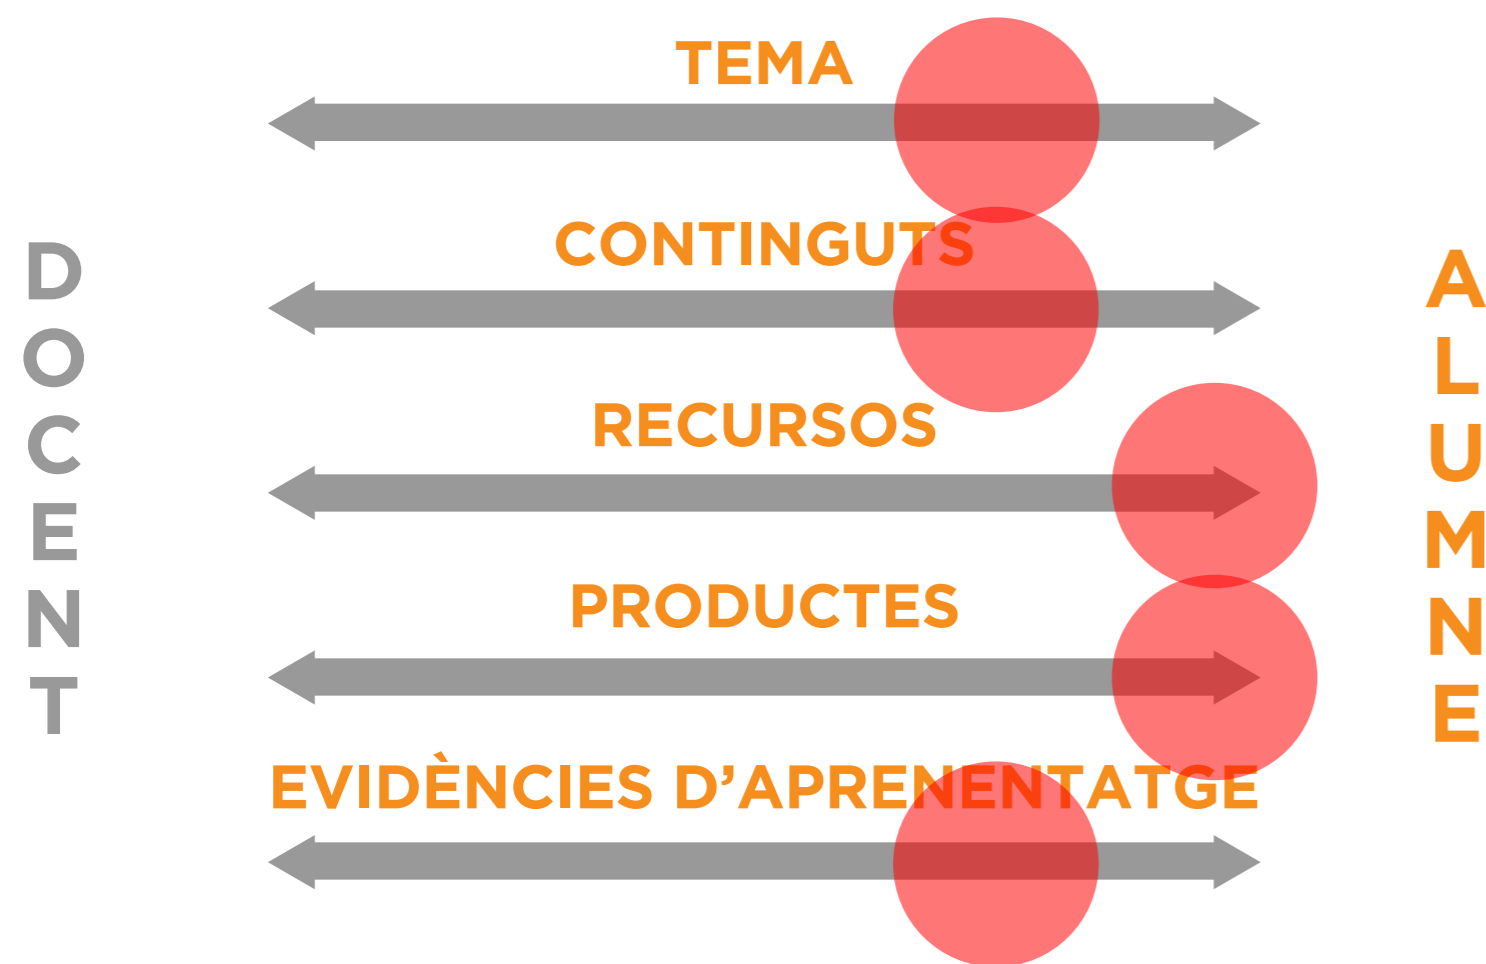 DOCENT
TEMA
CONTINGUTS
RECURSOS
PRODUCTES
EVIDÈNCIES D’APRENENTATGE
ALUMNE